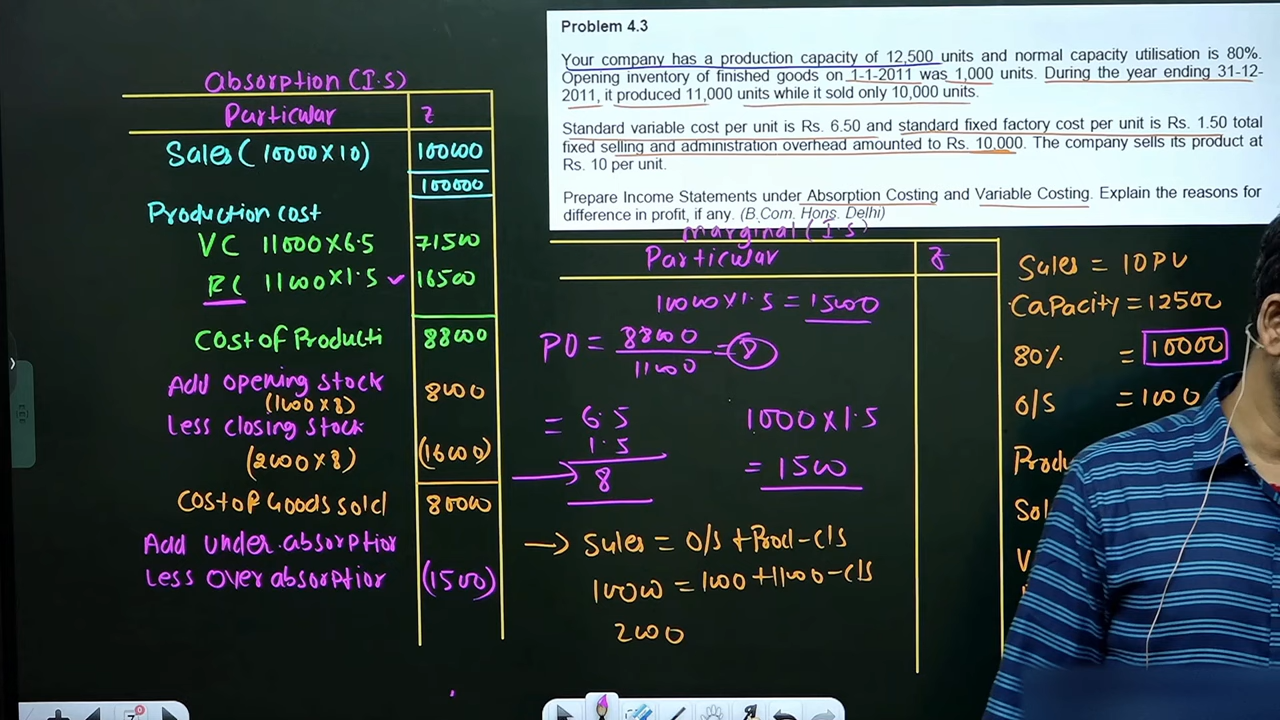 Problem 4.3
Your company has a production capacity of 12,500 units and normal capacity utilisation is 80%.
Opening inventory of finished goods on 1-1-2011 was 1,000 units. During the year ending 31-12-
2011, it produced 11,000 units while it sold only 10,000 units.
Standard variable cost per unit is Rs. 6.50 and standard fixed factory cost per unit is Rs. 1.50 total
fixed selling and administration overhead amounted to Rs. 10,000. The company sells its product at
Rs. 10 per unit.
Prepare Income Statements under Absorption Costing and Variable Costing. Explain the reasons for
difference in profit, if any. (B.Com. Hons. Delhi)
absorption (I.S)
Particular ₹
Sales (10000 X 10) 100000
100000
Production cost
VC 11000 X 6.5 71500
FC 11000 X 1.5 ✓ 16500
Cost of Producti 88000
Add opening stock
(1000 X 8) 8000
Less closing stock
(2000 X 8) (16000)
Cost of Goods sold 80000
Add under absorption
Less Over absorption (1500)
marginal (I.S)
Particular ₹
10000 X 1.5 = 15000
PO = 88000 / 11000 = 8
= 6.5
1.5
→ 8
1000 X 1.5
= 1500
→ Sales = O/S + Prod - C/S
10000 = 1000 + 11000 - C/S
2000
Sales = 10 PU
Capacity = 12500
80% = 10000
O/S = 1000
Produ
Sol
V